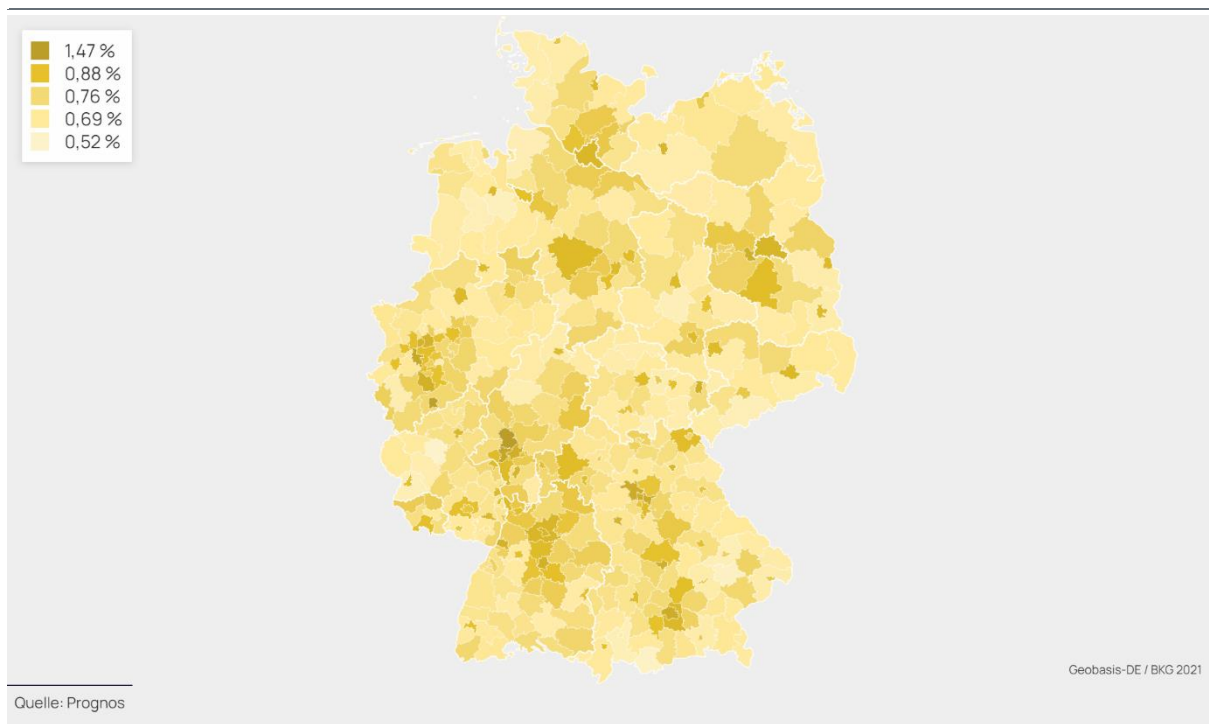 1,47 %
0,88 %
0,76 %
0,69 %
0,52 %
Geobasis-DE / BKG 2021
Quelle: Prognos